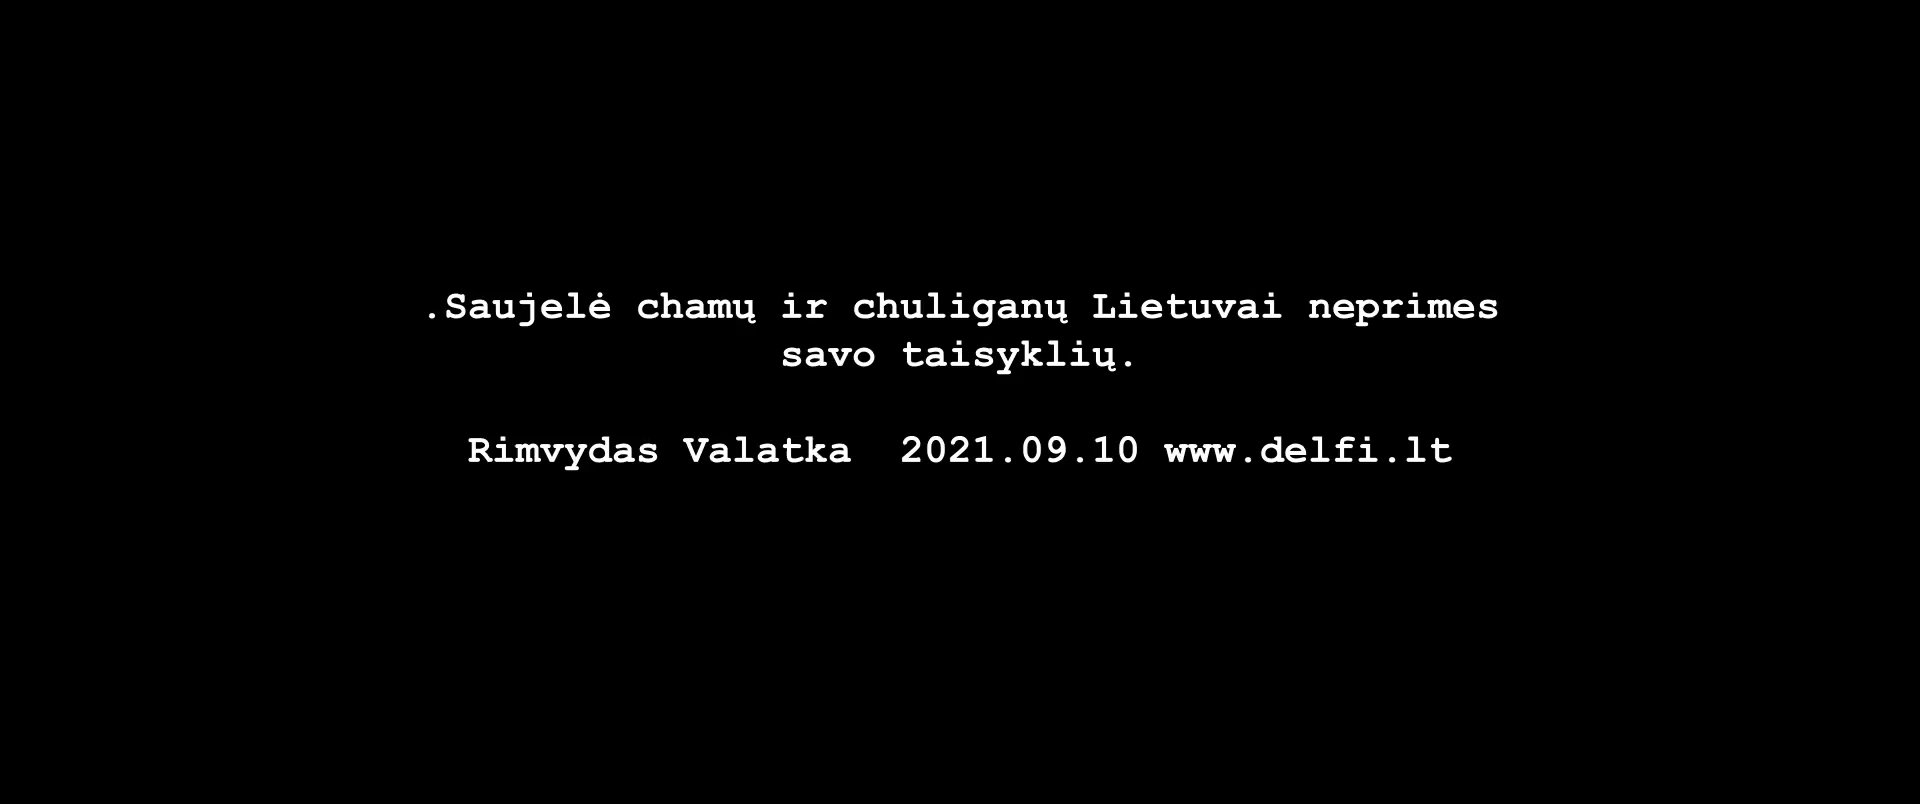 .Saujelė chamų ir chuliganų Lietuvai neprimes
savo taisyklių.
Rimvydas Valatka  2021.09.10 www.delfi.lt